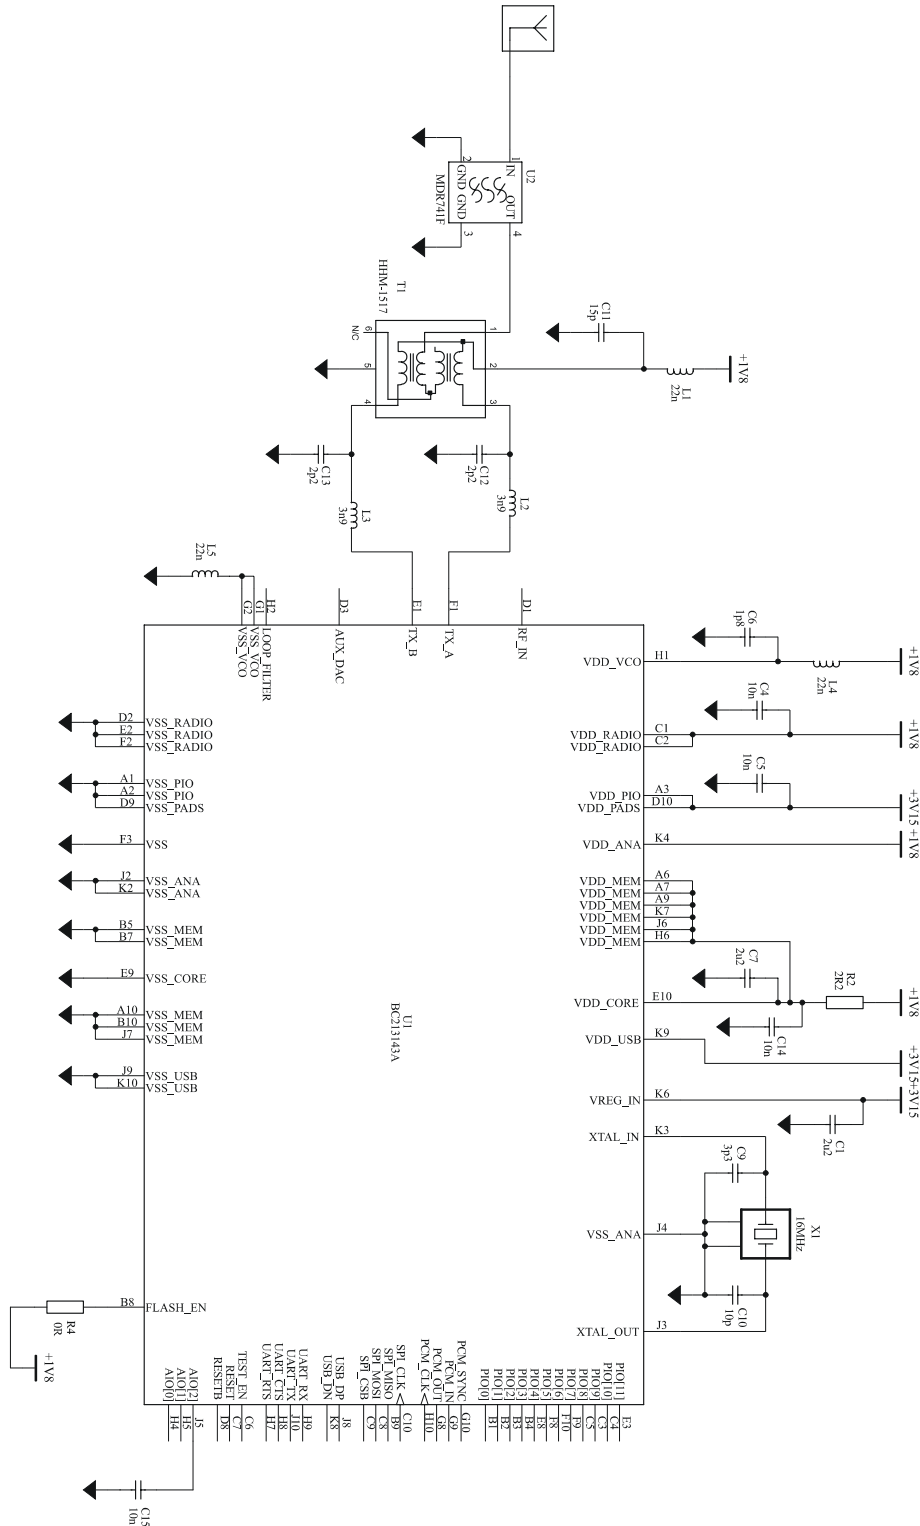 U2
1
IN
OUT
4
2
GND GND
3
MDR741F
T1
HHM-1517
6
N/C
1
5
2
4
3
C11
15p
+1V8
L1
22n
C13
2p2
C12
2p2
L3
3n9
L2
3n9
L5
22n
G2
G1
H2
D3
E1
F1
D1
VSS_VCO
VSS_VCO
LOOP_FILTER
AUX_DAC
TX_B
TX_A
RF_IN
C6
1p8
VDD_VCO
H1
L4
22n
+1V8
C4
10n
VDD_RADIO
C1
VDD_RADIO
C2
+1V8
C5
10n
VDD_PIO
A3
VDD_PADS
D10
+3V15
VDD_ANA
K4
+1V8
VDD_MEM
A6
VDD_MEM
A7
VDD_MEM
A9
VDD_MEM
K7
VDD_MEM
J6
VDD_MEM
H6
C7
2u2
R2
2R2
VDD_CORE
E10
+1V8
C14
10n
VDD_USB
K9
+3V15
VREG_IN
K6
+3V15
C1
2u2
XTAL_IN
K3
C9
3p3
VSS_ANA
J4
X1
16MHz
C10
10p
XTAL_OUT
J3
D2
VSS_RADIO
E2
VSS_RADIO
F2
VSS_RADIO
A1
VSS_PIO
A2
VSS_PIO
D9
VSS_PADS
F3
VSS
J2
VSS_ANA
K2
VSS_ANA
B5
VSS_MEM
B7
VSS_MEM
E9
VSS_CORE
A10
VSS_MEM
B10
VSS_MEM
J7
VSS_MEM
J9
VSS_USB
K10
VSS_USB
U1
BC213143A
B8
FLASH_EN
R4
0R
+1V8
AIO[0]
H4
AIO[1]
H5
AIO[2]
J5
RESETB
D8
RESET
C7
TEST_EN
C6
UART_RTS
H7
UART_CTS
H8
UART_TX
J10
UART_RX
H9
USB_DN
K8
USB_DP
J8
SPI_CSB
C9
SPI_MOSI
C8
SPI_MISO
B9
SPI_CLK
C10
PCM_CLK
H10
PCM_OUT
G8
PCM_IN
G9
PCM_SYNC
G10
PIO[0]
B1
PIO[1]
B2
PIO[2]
B3
PIO[3]
B4
PIO[4]
E8
PIO[5]
F8
PIO[6]
F10
PIO[7]
F9
PIO[8]
C5
PIO[9]
C3
PIO[10]
C4
PIO[11]
E3
C15
10n